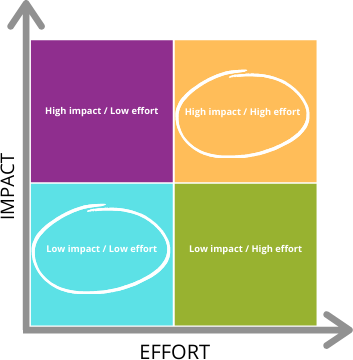 IMPACT
High impact / Low effort
High impact / High effort
Low impact / Low effort
Low impact / High effort
EFFORT